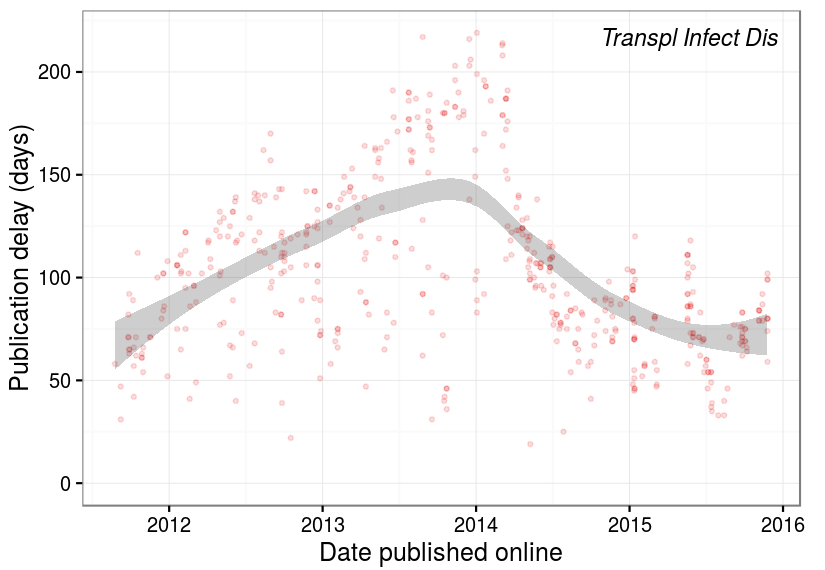 Transpl Infect Dis
200
150
100
50
0
Publication delay (days)
2012 2013 2014 2015 2016
Date published online